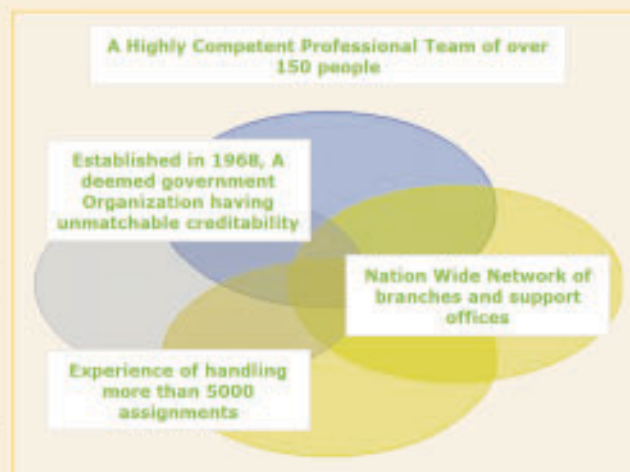 A Highly Competent Professional Team of over
150 people
Established in 1968, A
deemed government
Organization having
unmatchable creditability
Nation Wide Network of
branches and support
offices
Experience of handling
more than 5000
assignments